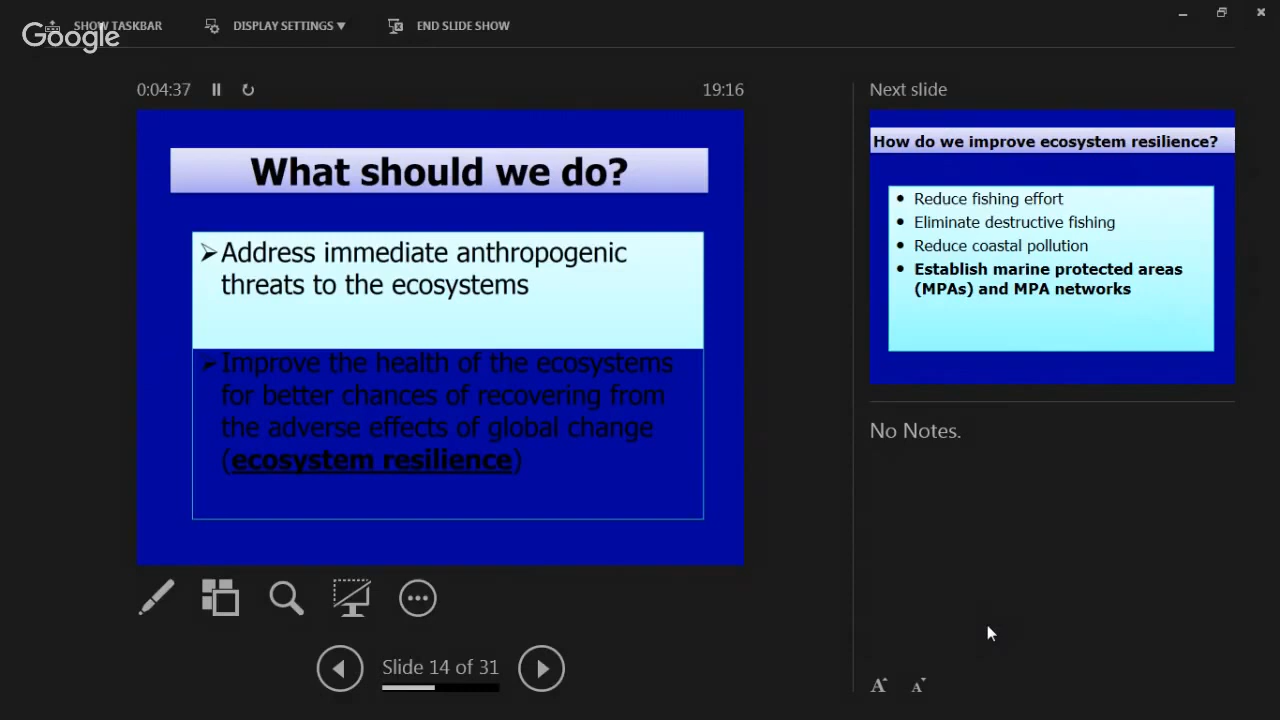 SHOW TASKBAR
DISPLAY SETTINGS ▼
END SLIDE SHOW
Google
0:04:37
19:16
Next slide
What should we do?
➢Address immediate anthropogenic
threats to the ecosystems
➢Improve the health of the ecosystems
for better chances of recovering from
the adverse effects of global change
(ecosystem resilience)
How do we improve ecosystem resilience?
• Reduce fishing effort
• Eliminate destructive fishing
• Reduce coastal pollution
• Establish marine protected areas
(MPAs) and MPA networks
No Notes.
Slide 14 of 31
A A